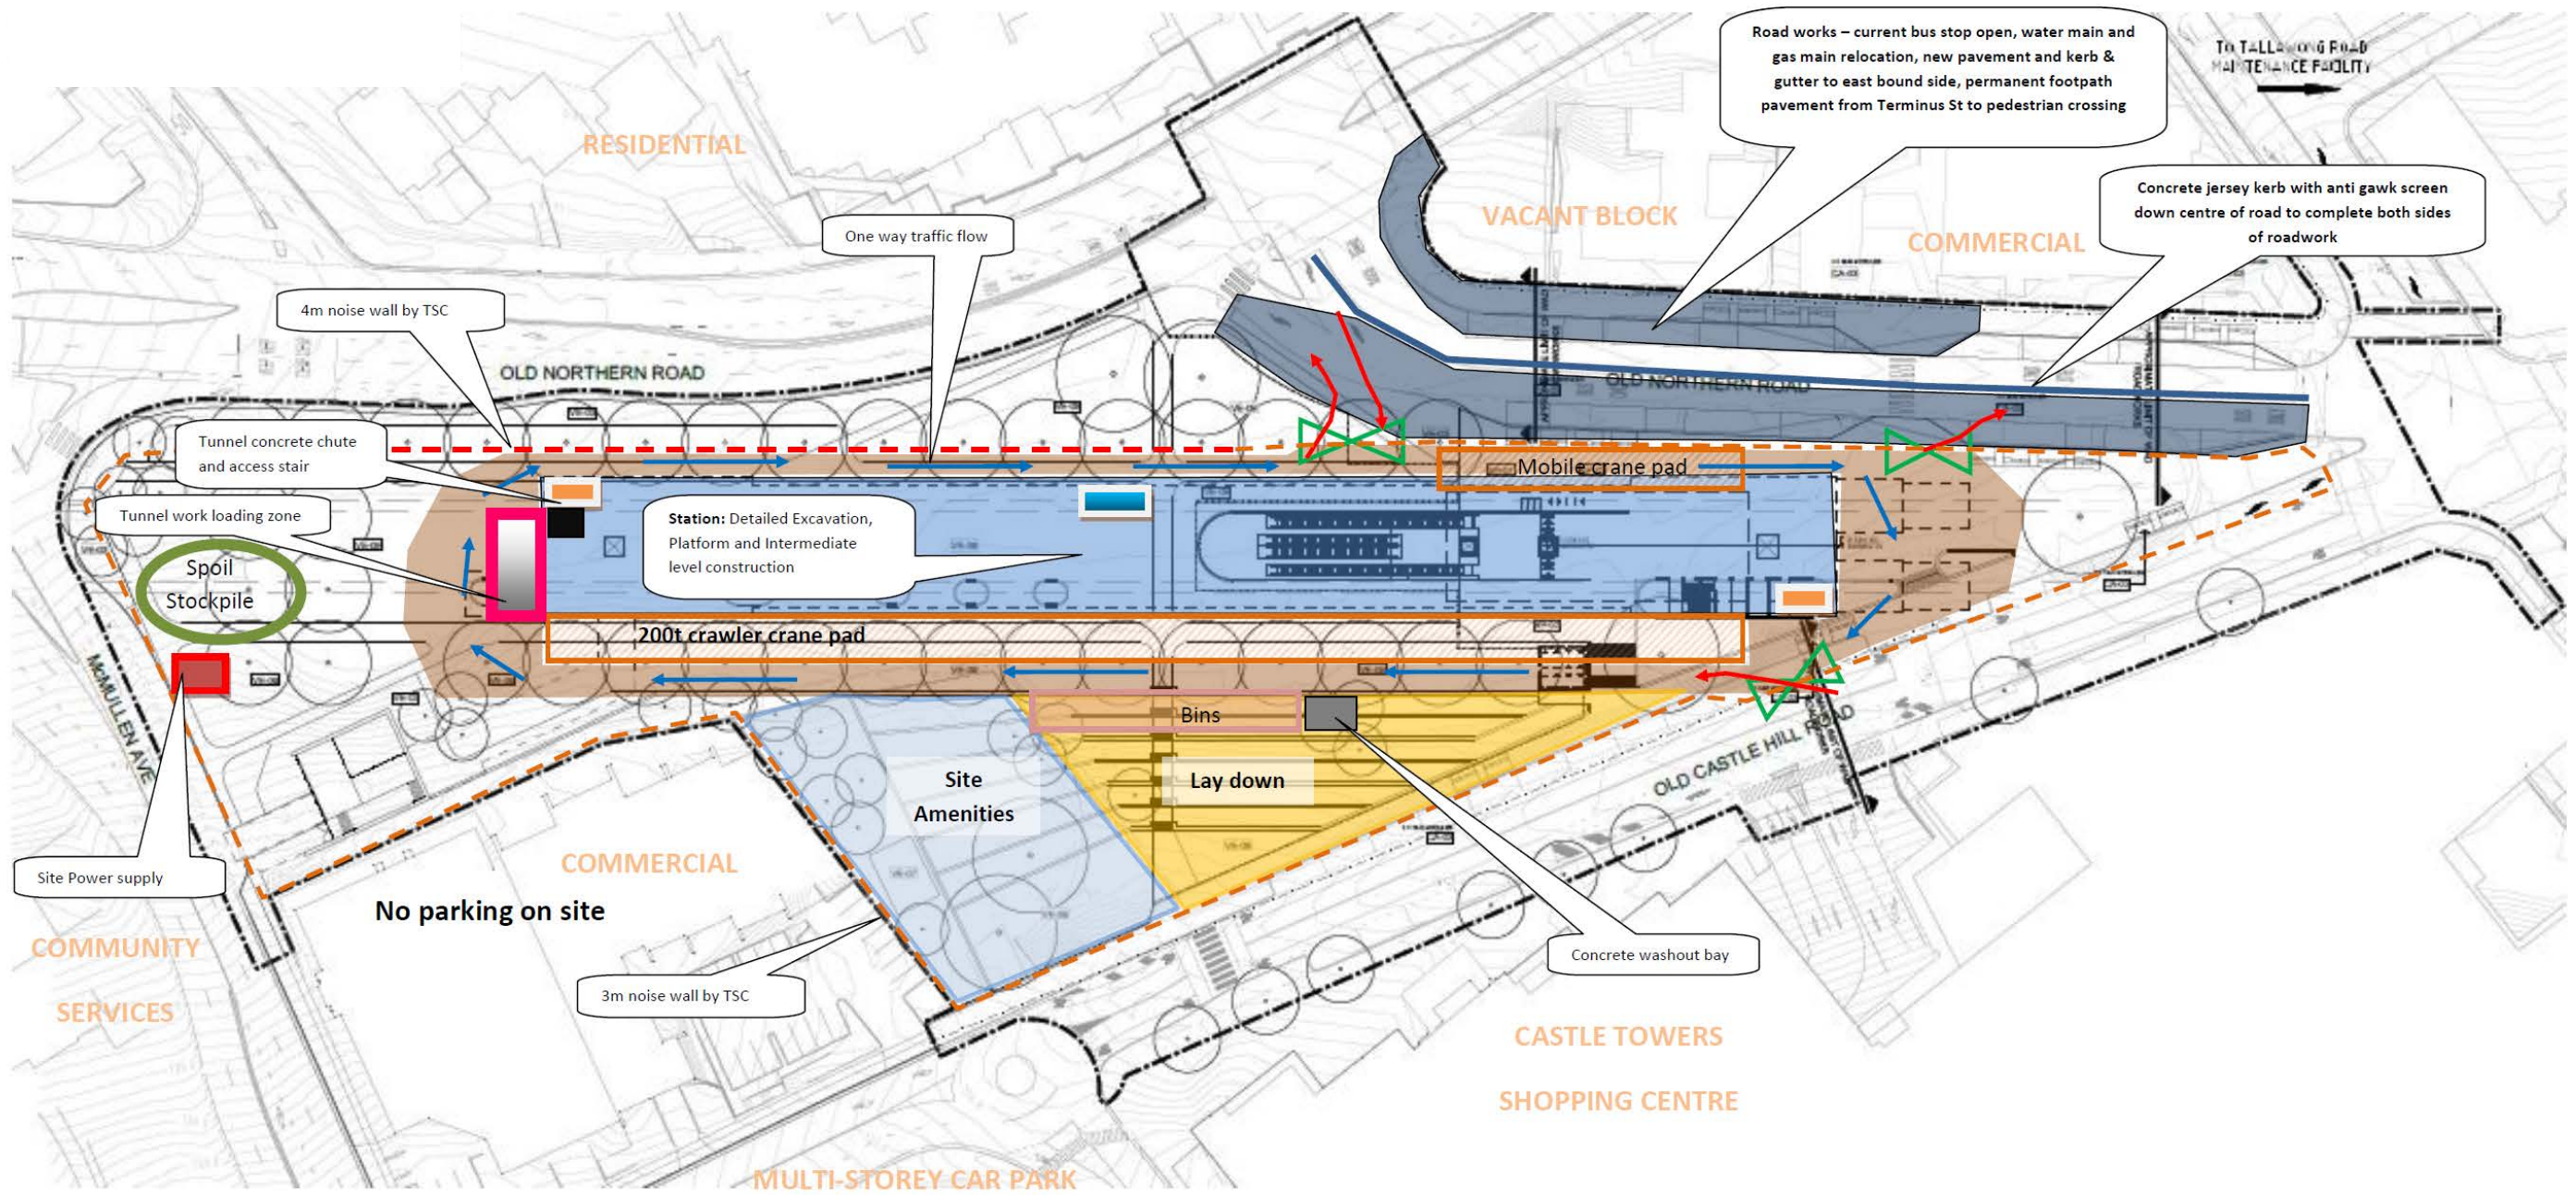 Road works – current bus stop open, water main and
gas main relocation, new pavement and kerb &
gutter to east bound side, permanent footpath
pavement from Terminus St to pedestrian crossing
TO TALLAWONG ROAD
MAINTENANCE FACILITY
RESIDENTIAL
VACANT BLOCK
COMMERCIAL
Concrete jersey kerb with anti gawk screen
down centre of road to complete both sides
of roadwork
One way traffic flow
4m noise wall by TSC
OLD NORTHERN ROAD
OLD NORTHERN ROAD
Tunnel concrete chute
and access stair
Mobile crane pad
Tunnel work loading zone
Station: Detailed Excavation,
Platform and Intermediate
level construction
Spoil
Stockpile
200t crawler crane pad
McMULLEN AVE
Bins
OLD CASTLE HILL ROAD
Site
Amenities
Lay down
Site Power supply
COMMERCIAL
No parking on site
COMMUNITY
SERVICES
3m noise wall by TSC
Concrete washout bay
CASTLE TOWERS
SHOPPING CENTRE
MULTI-STOREY CAR PARK